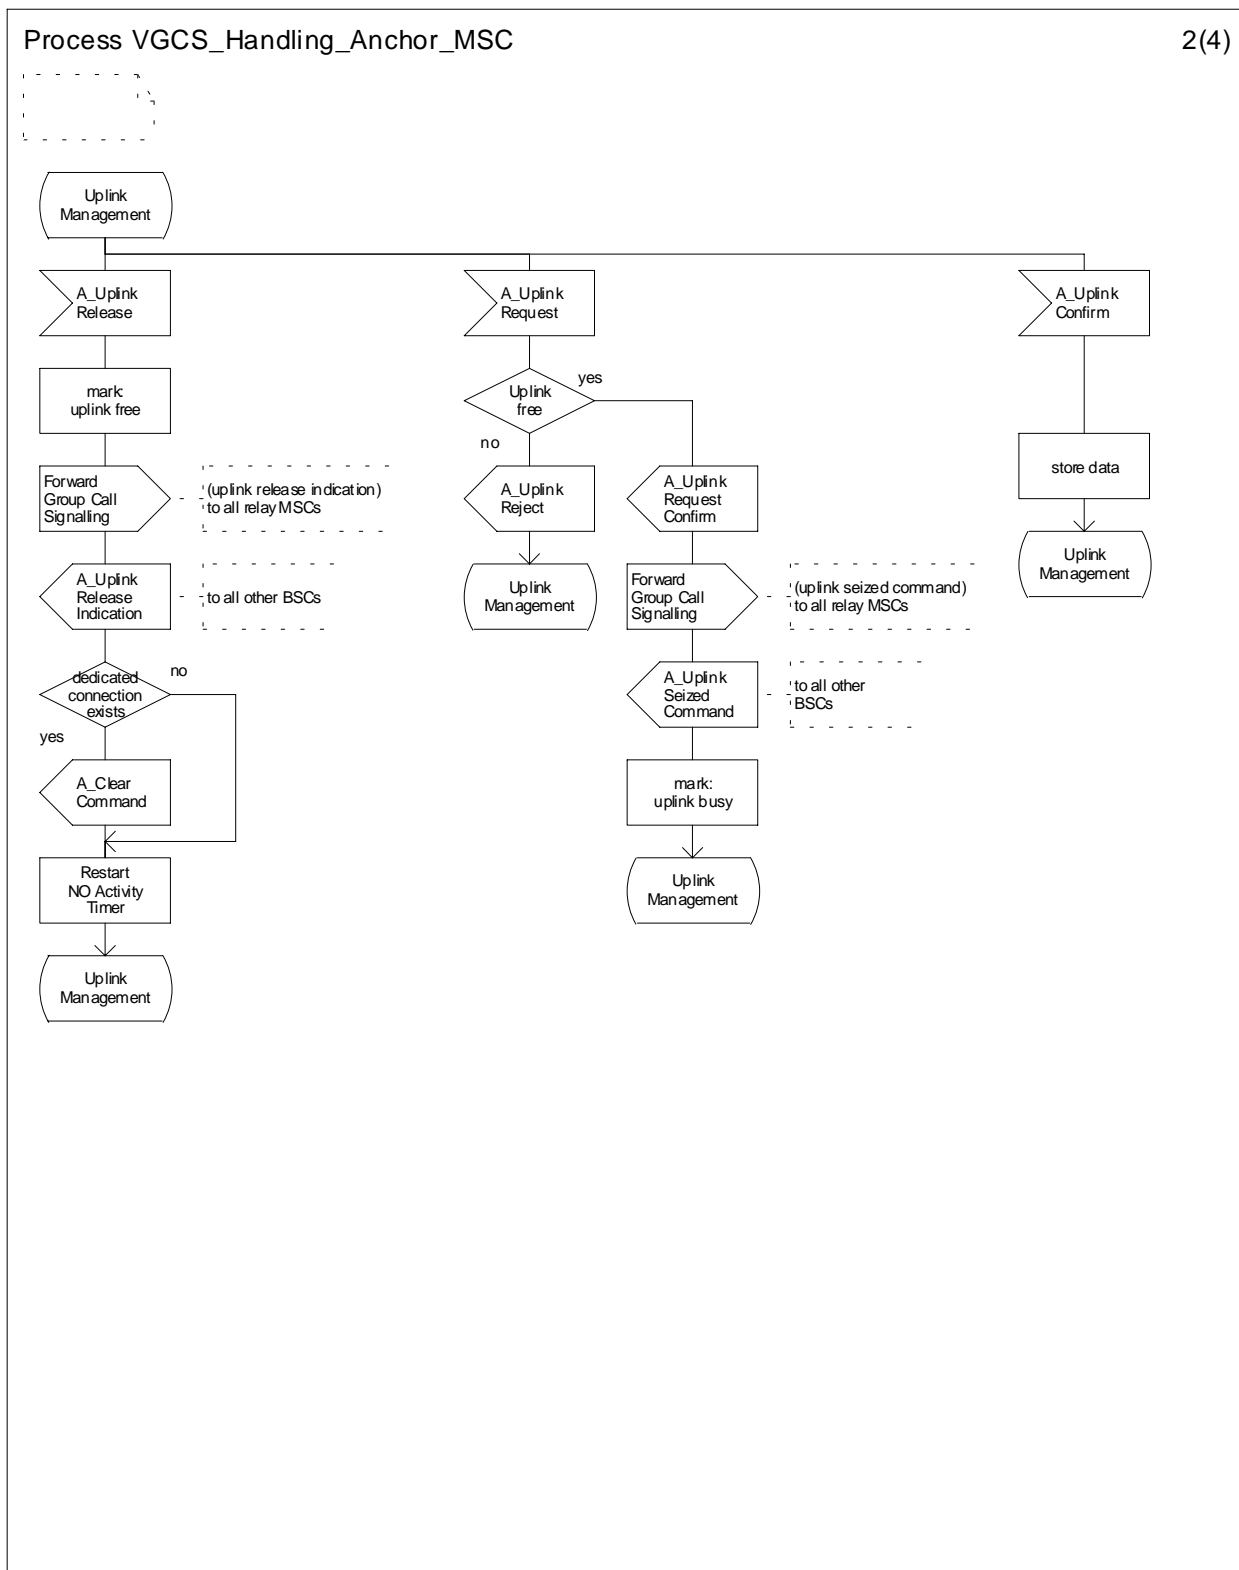 Process VGCS_Handling_Anchor_MSC
2(4)
Uplink
Management
A_Uplink
Release
mark:
uplink free
Forward
Group Call
Signalling
(uplink release indication)
to all relay MSCs
A_Uplink
Release
Indication
to all other BSCs
dedicated
connection
exists
no
yes
A_Clear
Command
Restart
NO Activity
Timer
Uplink
Management
A_Uplink
Request
Uplink
free
yes
no
A_Uplink
Reject
Uplink
Management
A_Uplink
Request
Confirm
Forward
Group Call
Signalling
(uplink seized command)
to all relay MSCs
A_Uplink
Seized
Command
to all other
BSCs
mark:
uplink busy
Uplink
Management
A_Uplink
Confirm
store data
Uplink
Management